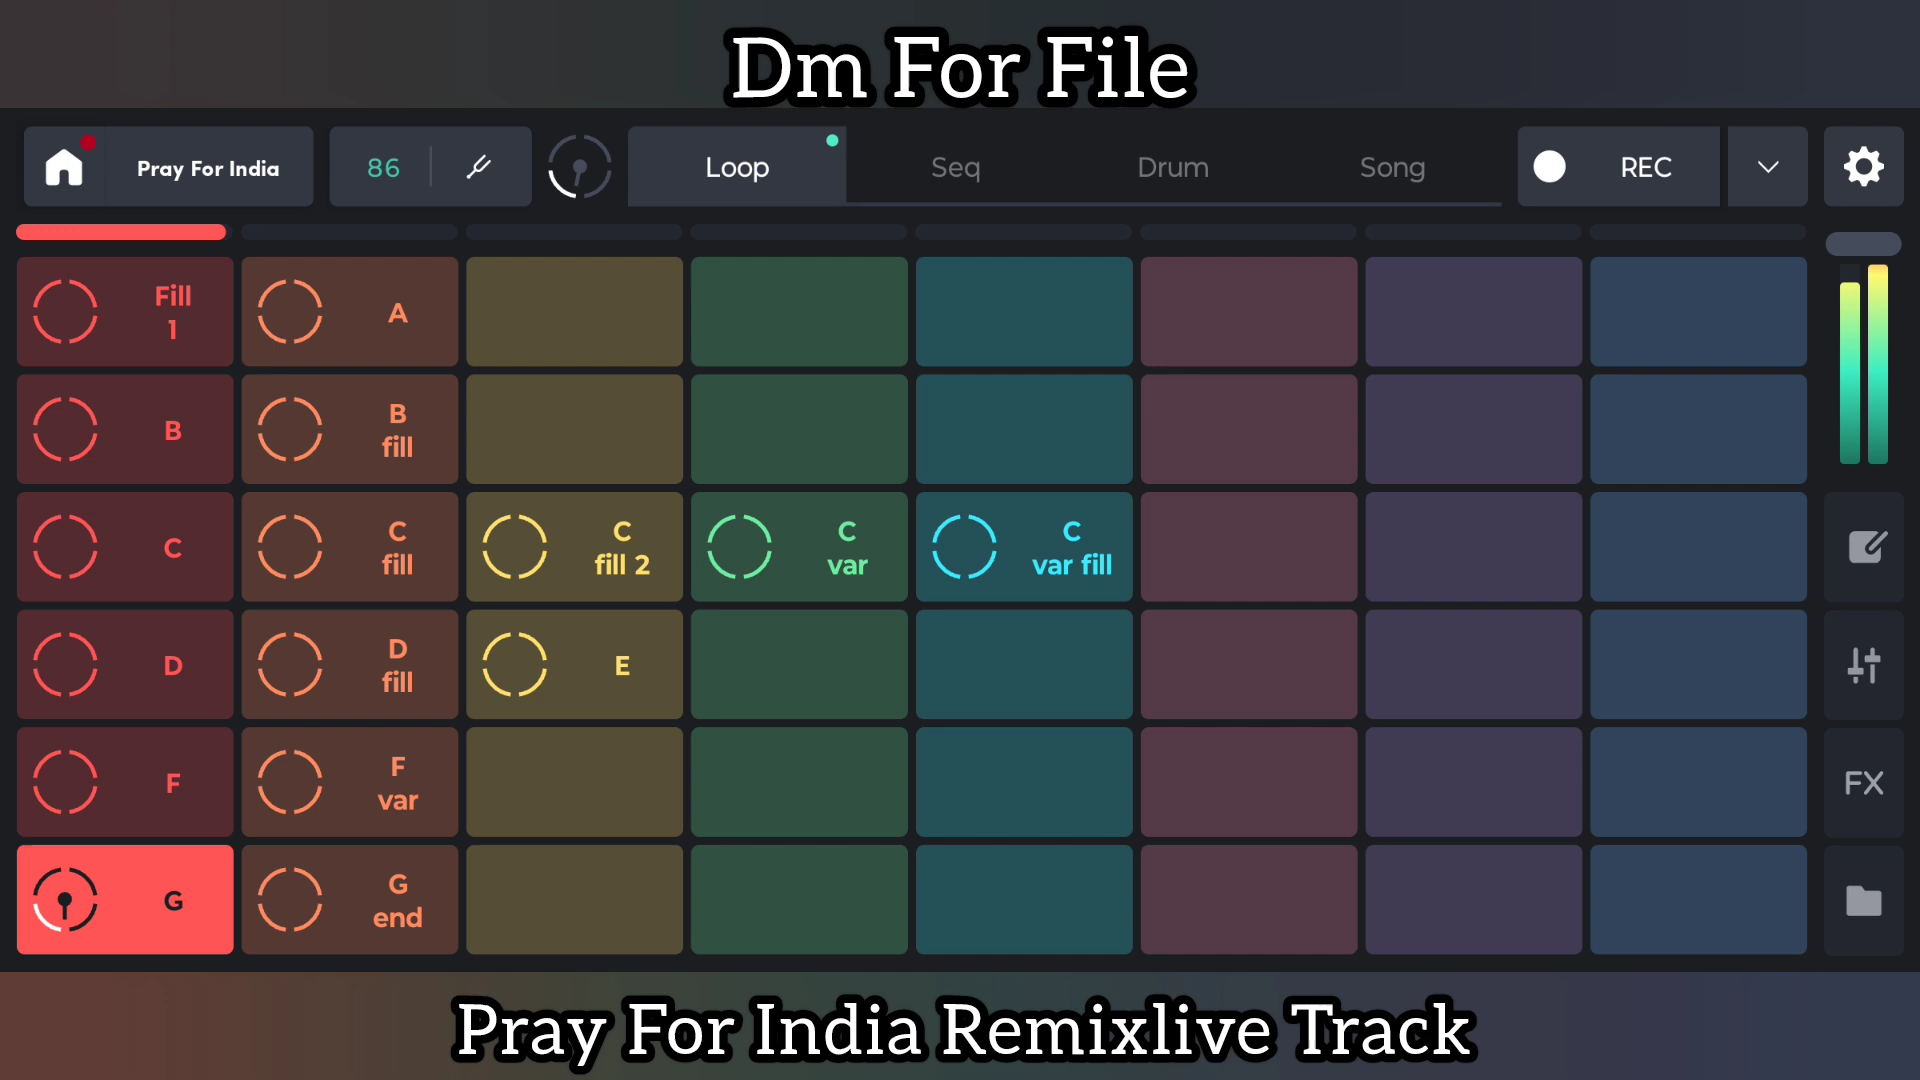 Dm For File
Pray For India
86
Loop
Seq
Drum
Song
REC
Fill
1
A
B
B
fill
C
C
fill
C
fill 2
C
var
C
var fill
D
D
fill
E
F
F
var
FX
G
G
end
Pray For India Remixlive Track